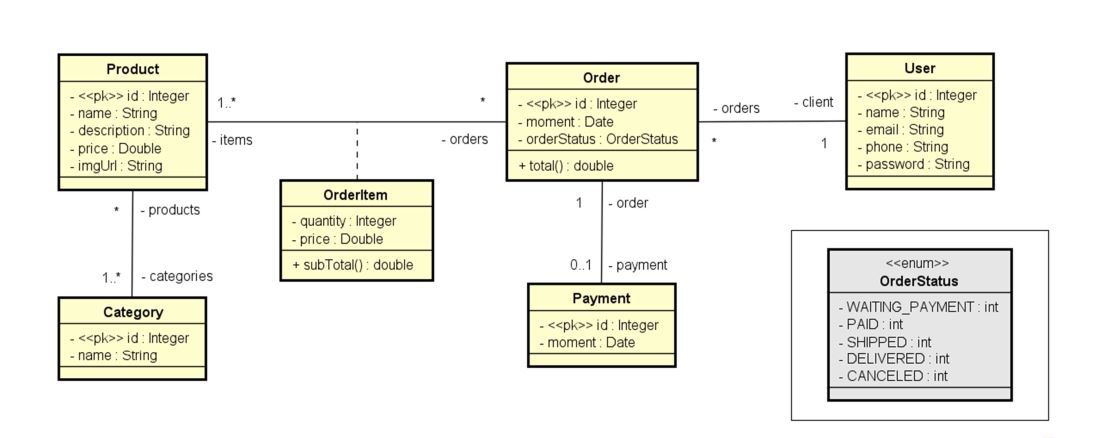 Product
- <<pk>> id : Integer
- name : String
- description : String
- price : Double
- imgUrl : String
1..*
- items
*
- orders
Order
- <<pk>> id : Integer
- moment : Date
- orderStatus : OrderStatus
+ total() : double
- orders
*
- client
1
User
- <<pk>> id : Integer
- name : String
- email : String
- phone : String
- password : String
OrderItem
- quantity : Integer
- price : Double
+ subTotal() : double
* - products
1..* - categories
Category
- <<pk>> id : Integer
- name : String
1 - order
0..1 - payment
Payment
- <<pk>> id : Integer
- moment : Date
<<enum>>
OrderStatus
- WAITING_PAYMENT : int
- PAID : int
- SHIPPED : int
- DELIVERED : int
- CANCELED : int